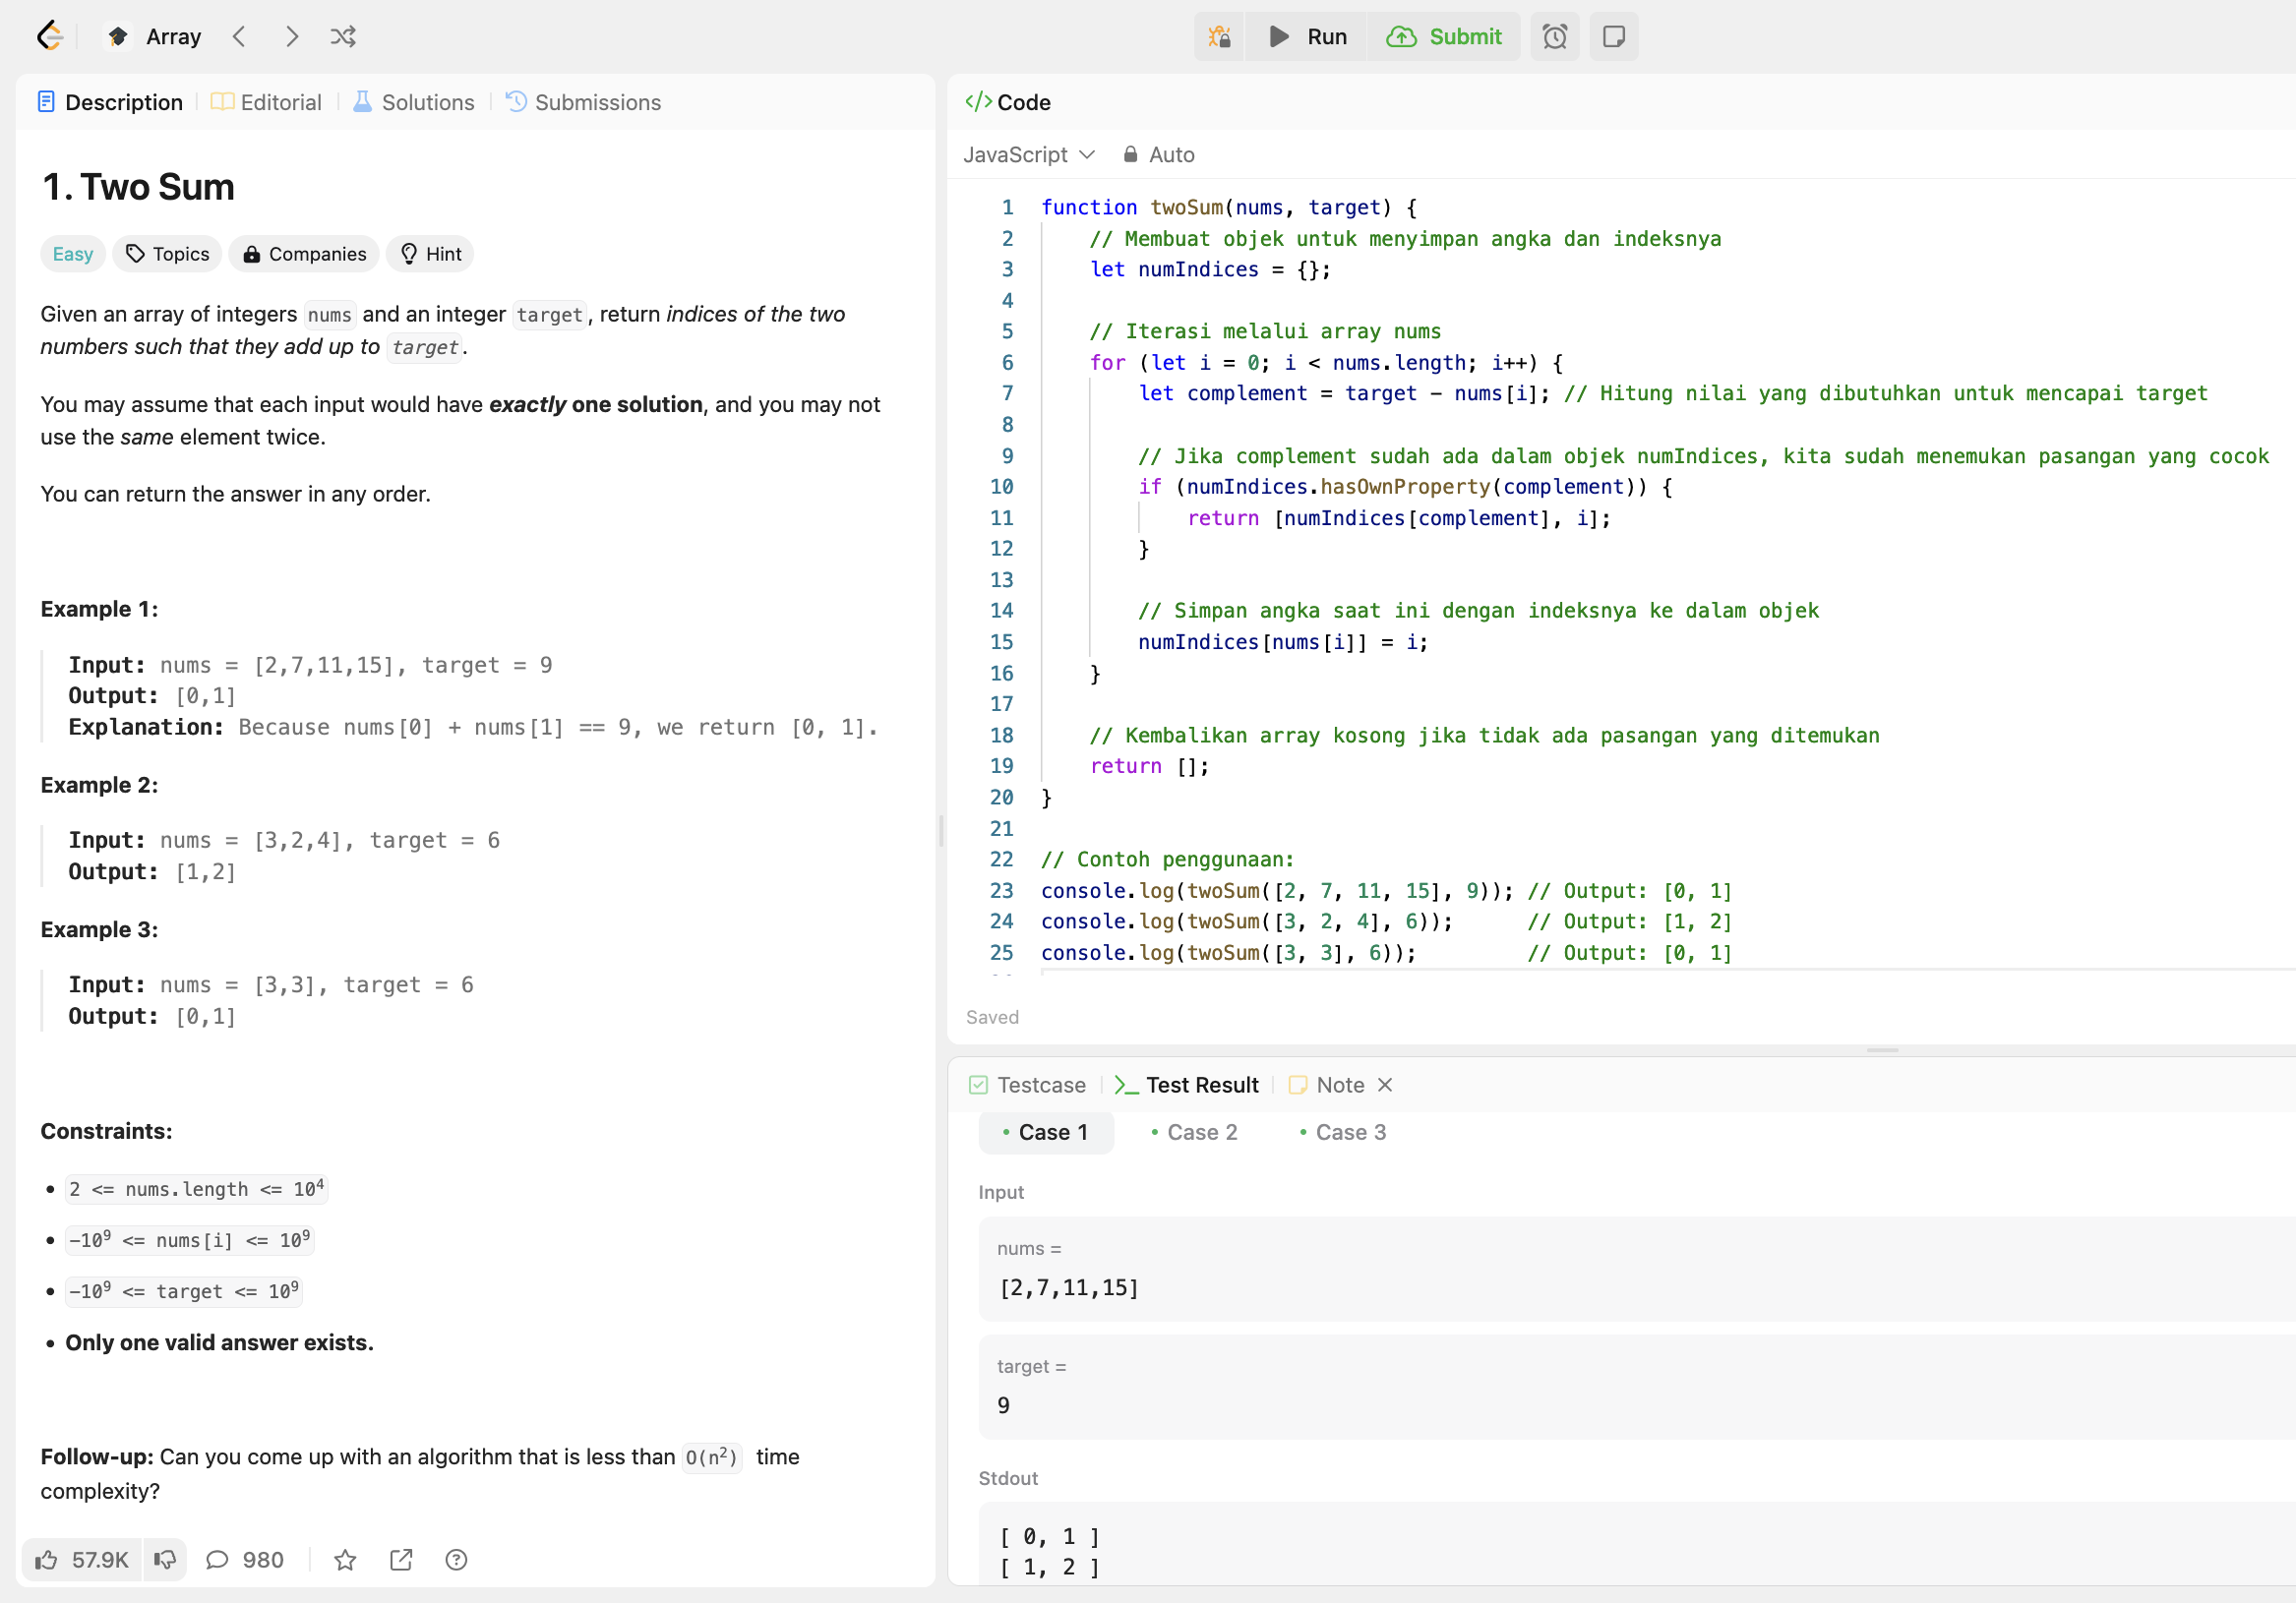 Array
Run
Submit
Description
Editorial
Solutions
Submissions
1. Two Sum
Easy
Topics
Companies
Hint
Given an array of integers nums and an integer target, return indices of the two
numbers such that they add up to target.
You may assume that each input would have exactly one solution, and you may not
use the same element twice.
You can return the answer in any order.
Example 1:
Input: nums = [2,7,11,15], target = 9
Output: [0,1]
Explanation: Because nums[0] + nums[1] == 9, we return [0, 1].
Example 2:
Input: nums = [3,2,4], target = 6
Output: [1,2]
Example 3:
Input: nums = [3,3], target = 6
Output: [0,1]
Constraints:
• 2 <= nums.length <= 10⁴
• −10⁹ <= nums[i] <= 10⁹
• −10⁹ <= target <= 10⁹
• Only one valid answer exists.
Follow-up: Can you come up with an algorithm that is less than O(n²) time
complexity?
57.9K
980
</> Code
JavaScript
Auto
1 function twoSum(nums, target) {
2     // Membuat objek untuk menyimpan angka dan indeksnya
3     let numIndices = {};
4
5     // Iterasi melalui array nums
6     for (let i = 0; i < nums.length; i++) {
7         let complement = target - nums[i]; // Hitung nilai yang dibutuhkan untuk mencapai target
8
9         // Jika complement sudah ada dalam objek numIndices, kita sudah menemukan pasangan yang cocok
10         if (numIndices.hasOwnProperty(complement)) {
11             return [numIndices[complement], i];
12         }
13
14         // Simpan angka saat ini dengan indeksnya ke dalam objek
15         numIndices[nums[i]] = i;
16     }
17
18     // Kembalikan array kosong jika tidak ada pasangan yang ditemukan
19     return [];
20 }
21
22 // Contoh penggunaan:
23 console.log(twoSum([2, 7, 11, 15], 9)); // Output: [0, 1]
24 console.log(twoSum([3, 2, 4], 6));      // Output: [1, 2]
25 console.log(twoSum([3, 3], 6));         // Output: [0, 1]
Saved
Testcase
Test Result
Note
Case 1
Case 2
Case 3
Input
nums =
[2,7,11,15]
target =
9
Stdout
[ 0, 1 ]
[ 1, 2 ]